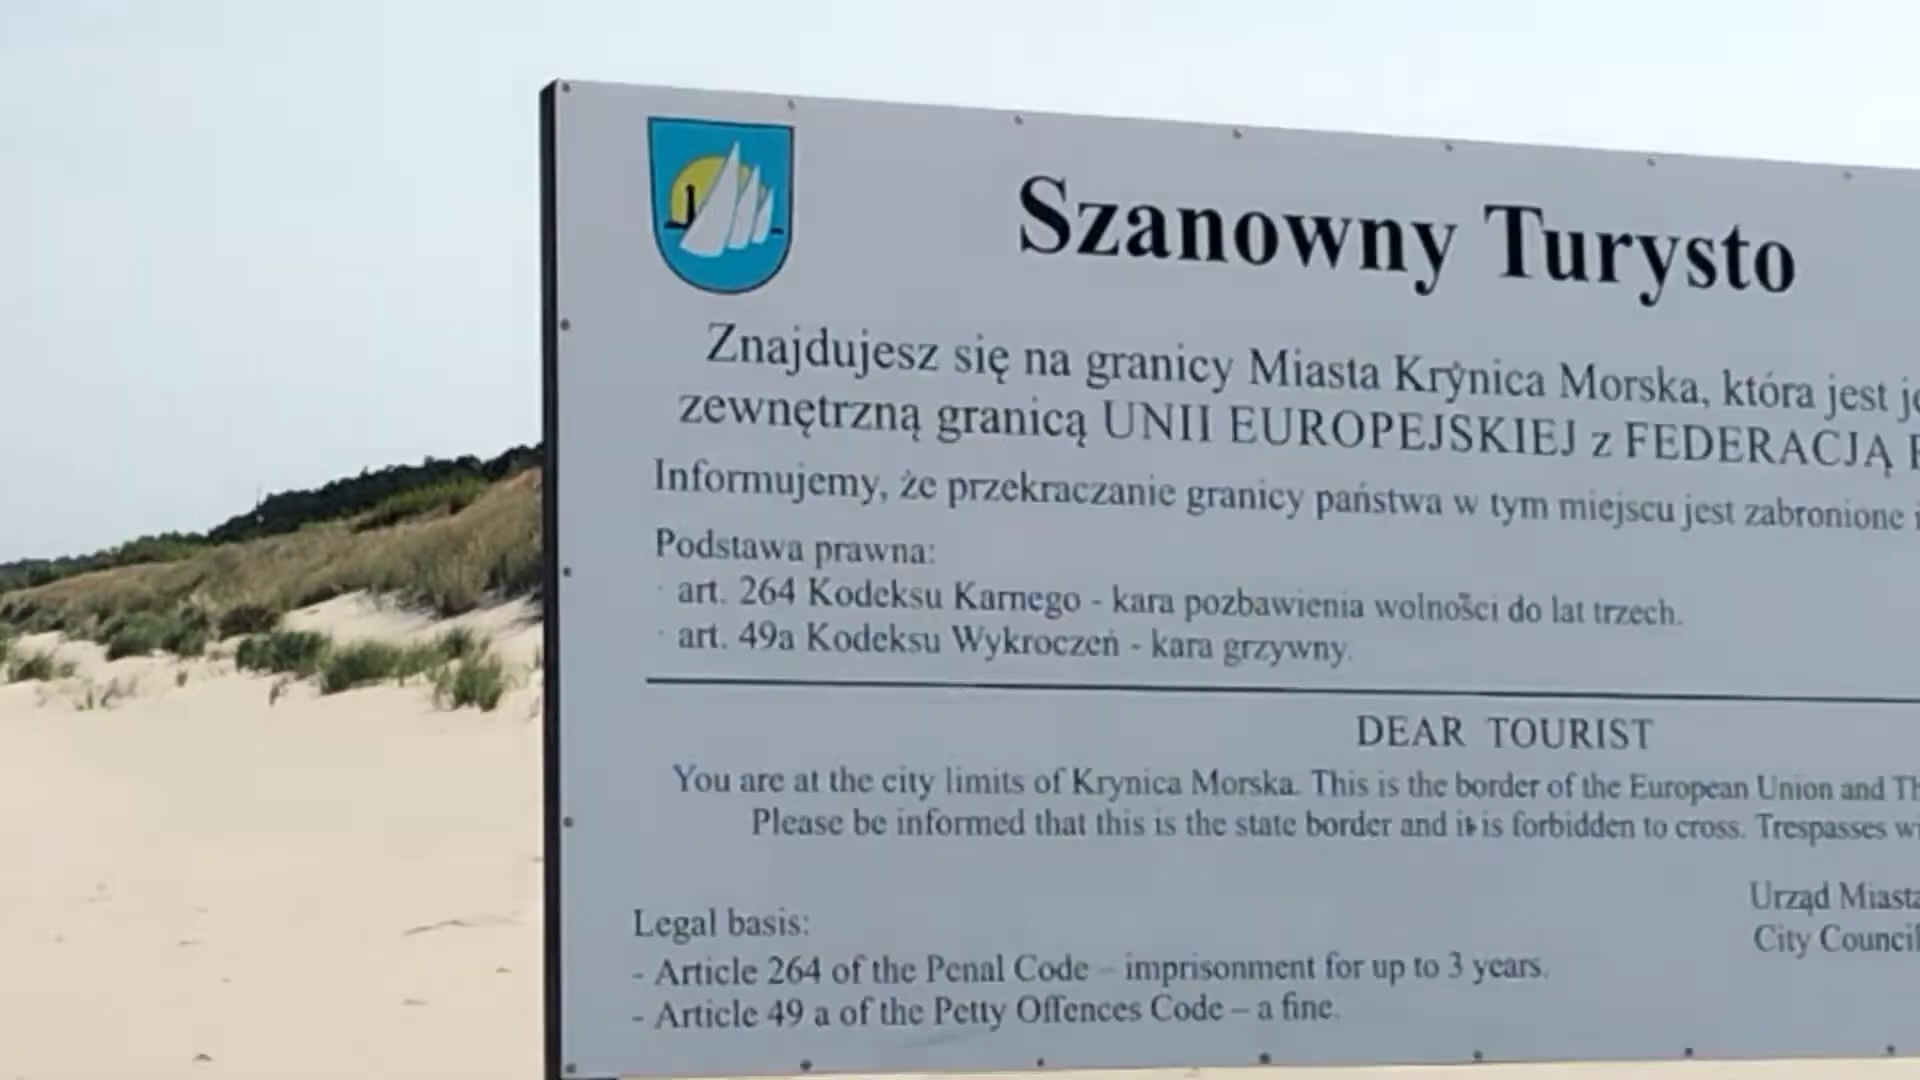 Szanowny Turysto
Znajdujesz się na granicy Miasta Krynica Morska, która jest
zewnętrzną granicą UNII EUROPEJSKIEJ z FEDERACJĄ
Informujemy, że przekraczanie granicy państwa w tym miejscu jest zabronione i
Podstawa prawna:
· art. 264 Kodeksu Karnego - kara pozbawienia wolności do lat trzech.
· art. 49a Kodeksu Wykroczeń - kara grzywny.
DEAR TOURIST
You are at the city limits of Krynica Morska. This is the border of the European Union and
Please be informed that this is the state border and it is forbidden to cross. Trespasses
Urząd Miasta
City Council
Legal basis:
- Article 264 of the Penal Code – imprisonment for up to 3 years.
- Article 49 a of the Petty Offences Code – a fine.